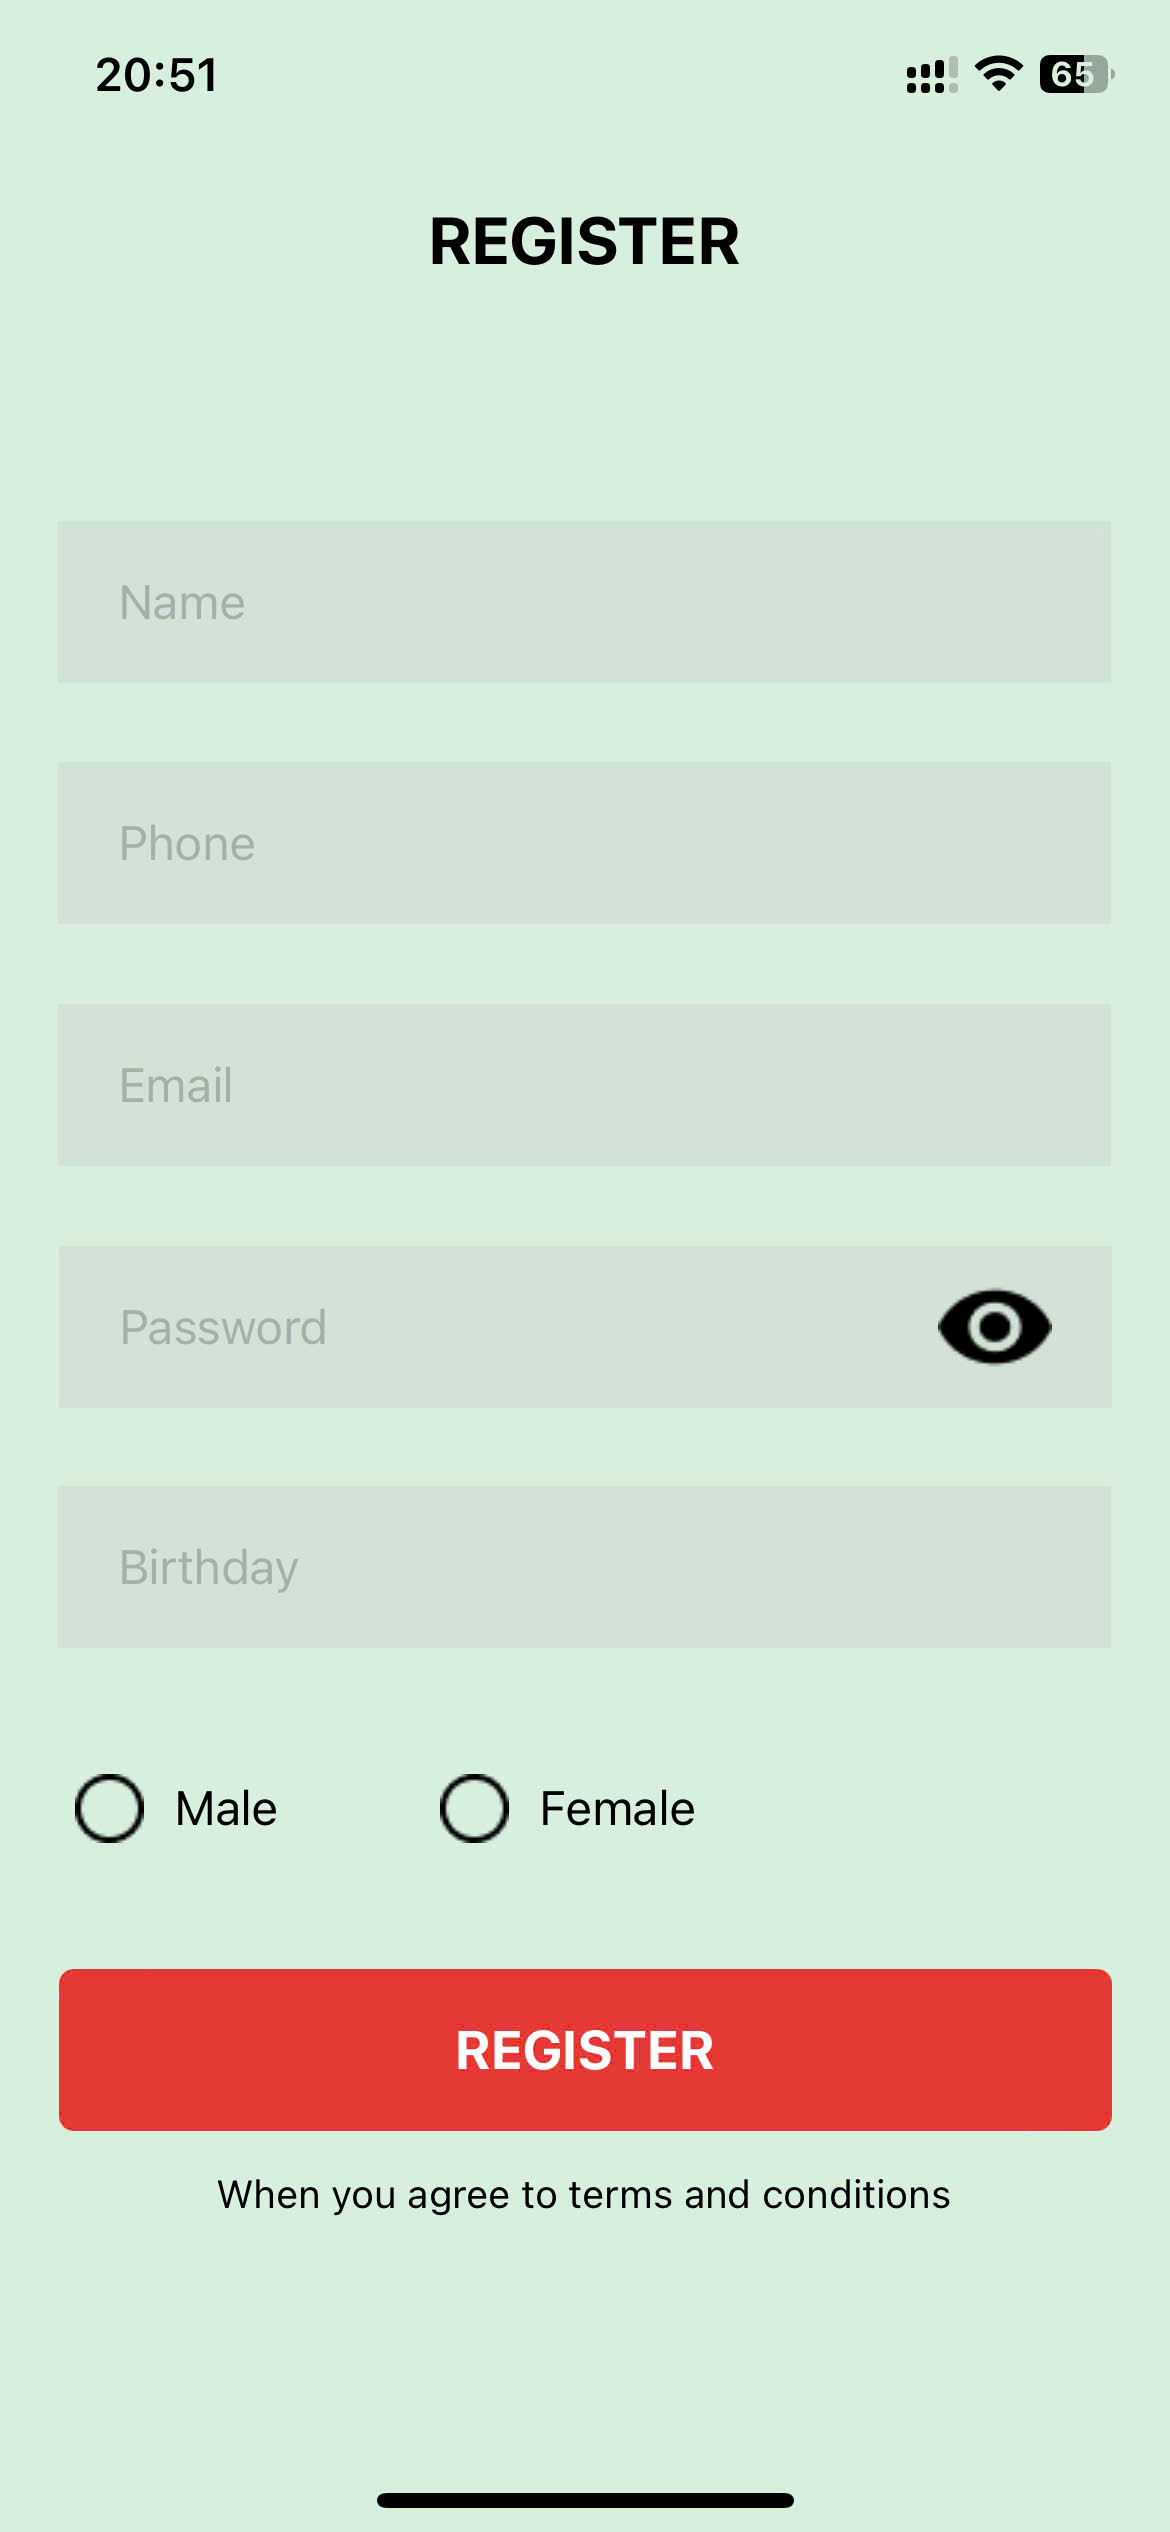 20:51
65
REGISTER
Name
Phone
Email
Password
Birthday
Male
Female
REGISTER
When you agree to terms and conditions